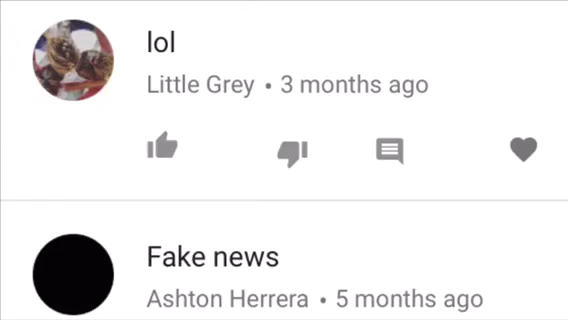 lol
Little Grey • 3 months ago
Fake news
Ashton Herrera • 5 months ago